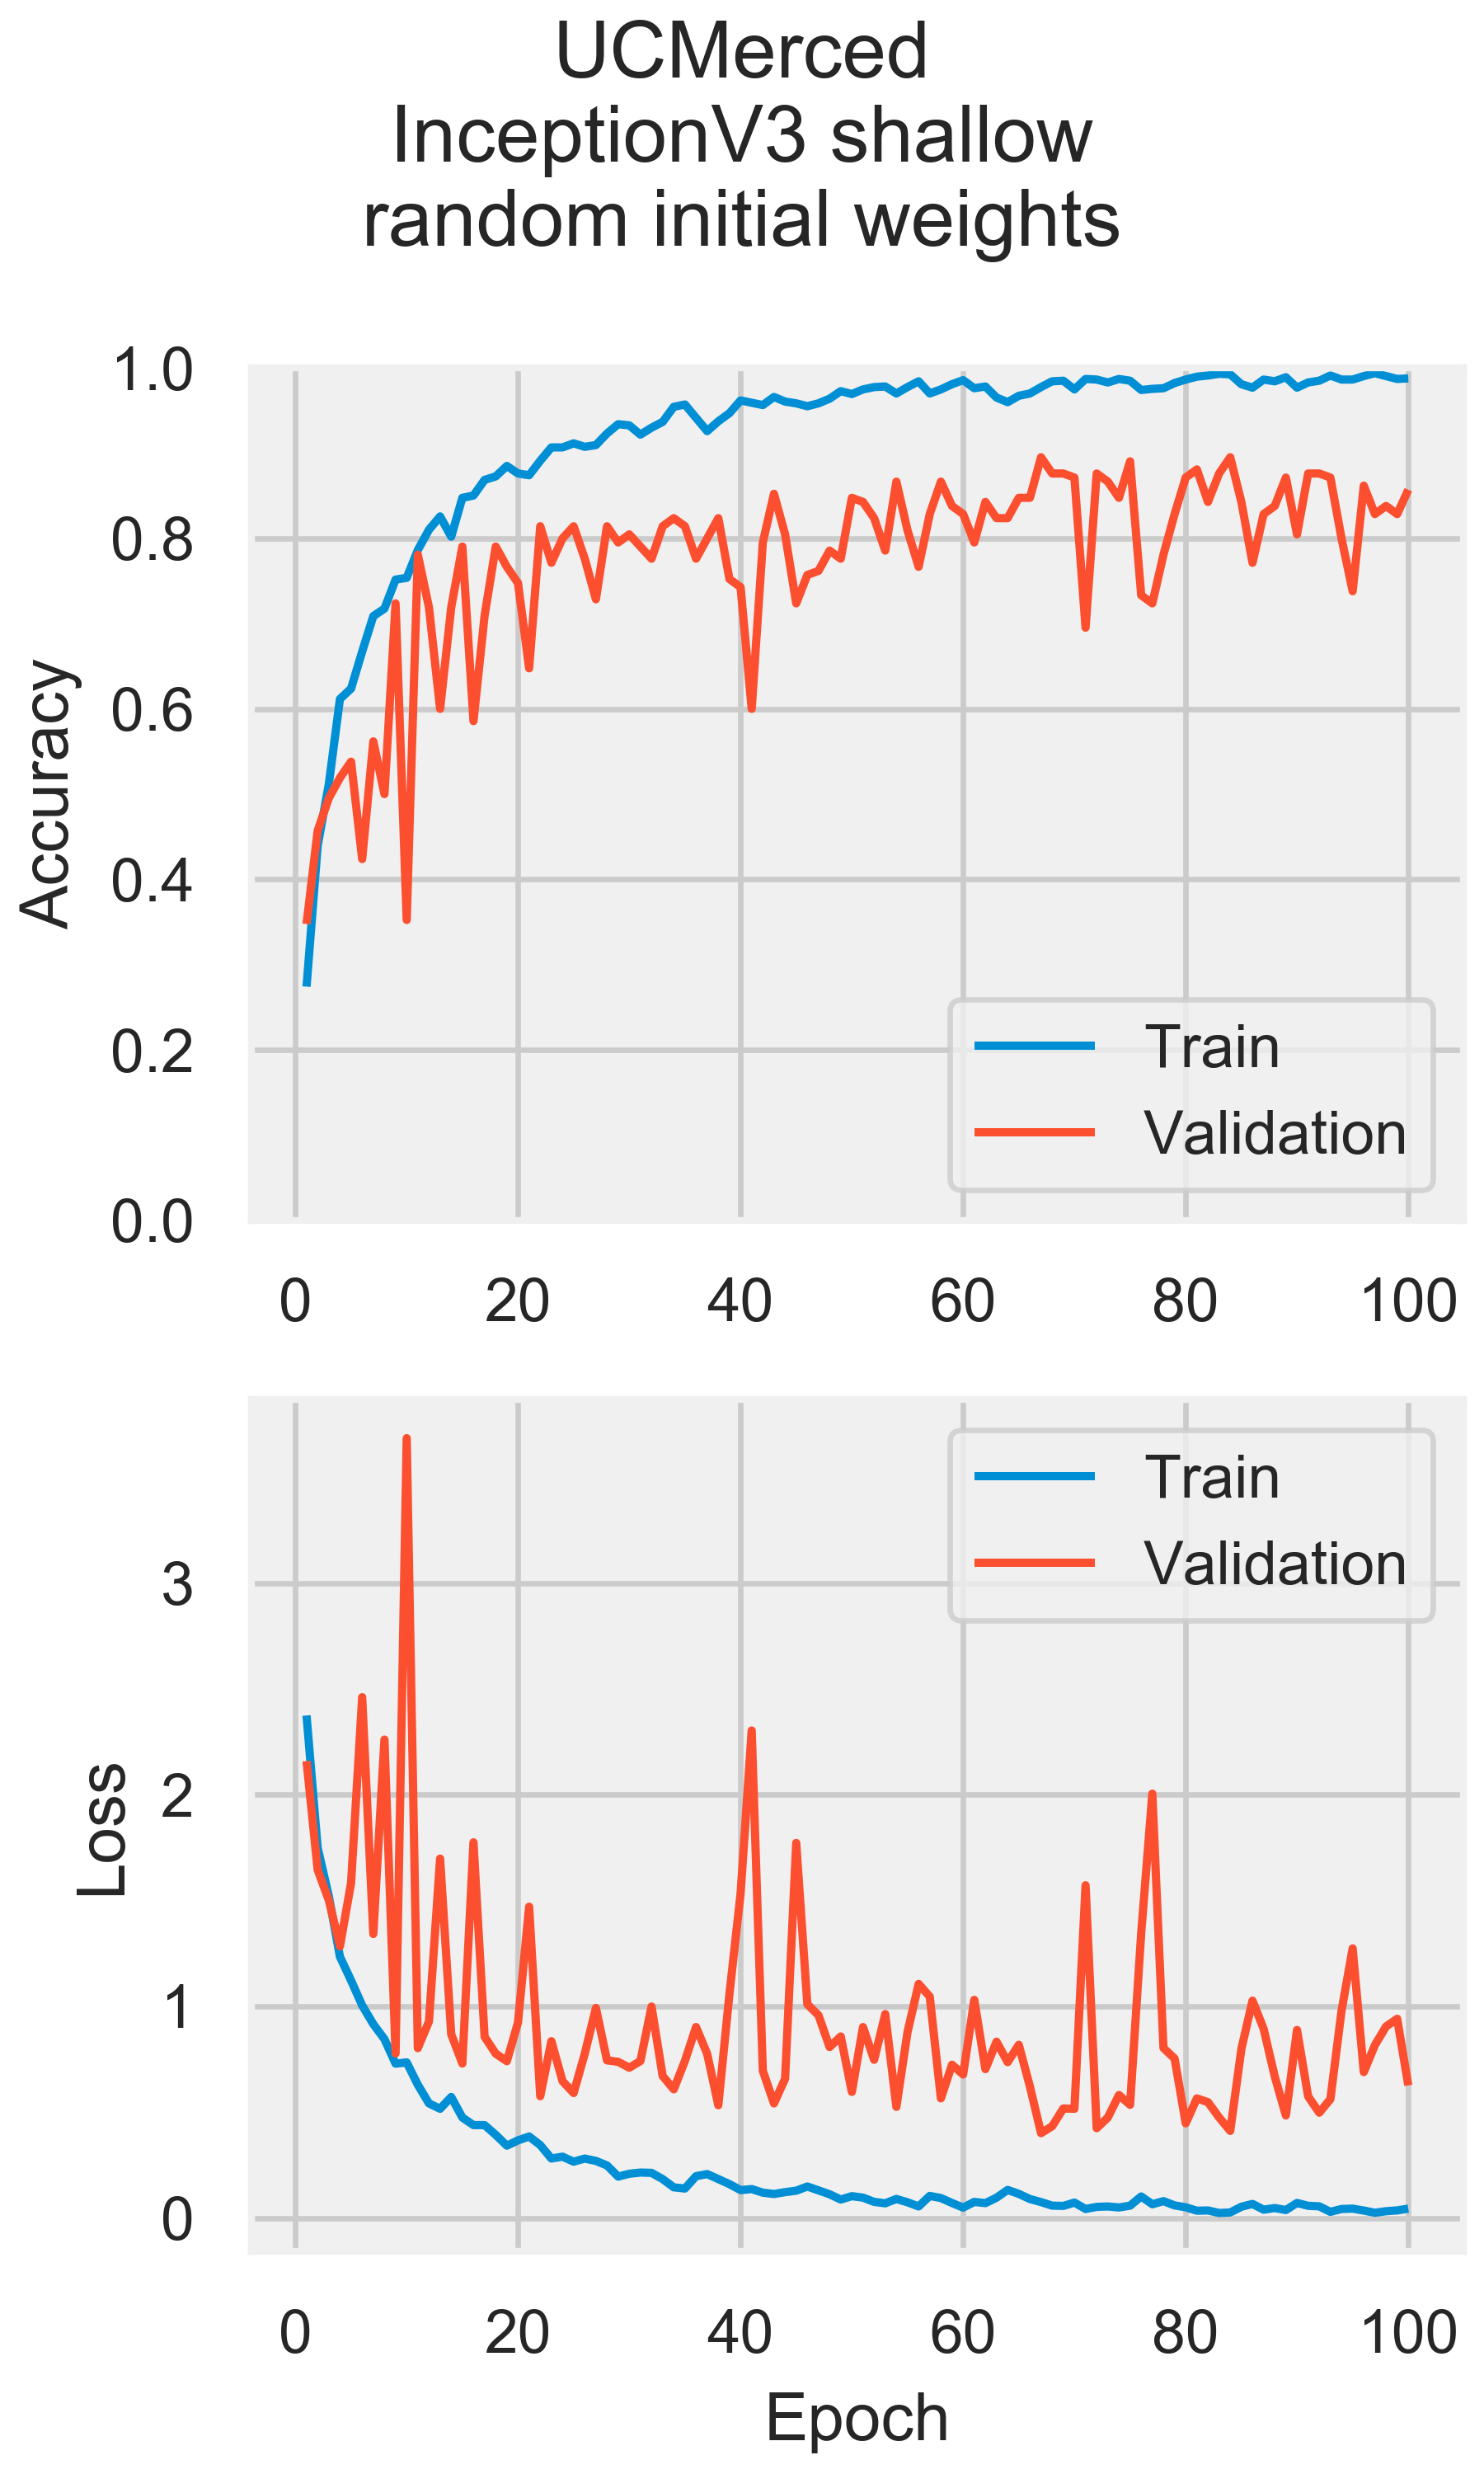 UCMerced
InceptionV3 shallow
random initial weights
1.0
0.8
0.6
0.4
0.2
0.0
Accuracy
Train
Validation
0 20 40 60 80 100
3
2
1
0
Loss
Train
Validation
0 20 40 60 80 100
Epoch